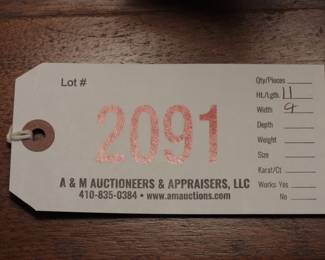 Lot #
2091
A & M AUCTIONEERS & APPRAISERS, LLC
410-835-0384 • www.amauctions.com
Qty/Pieces
Ht./Lgth. 11
Width 9
Depth
Weight
Size
Karat/Ct
Works Yes
No